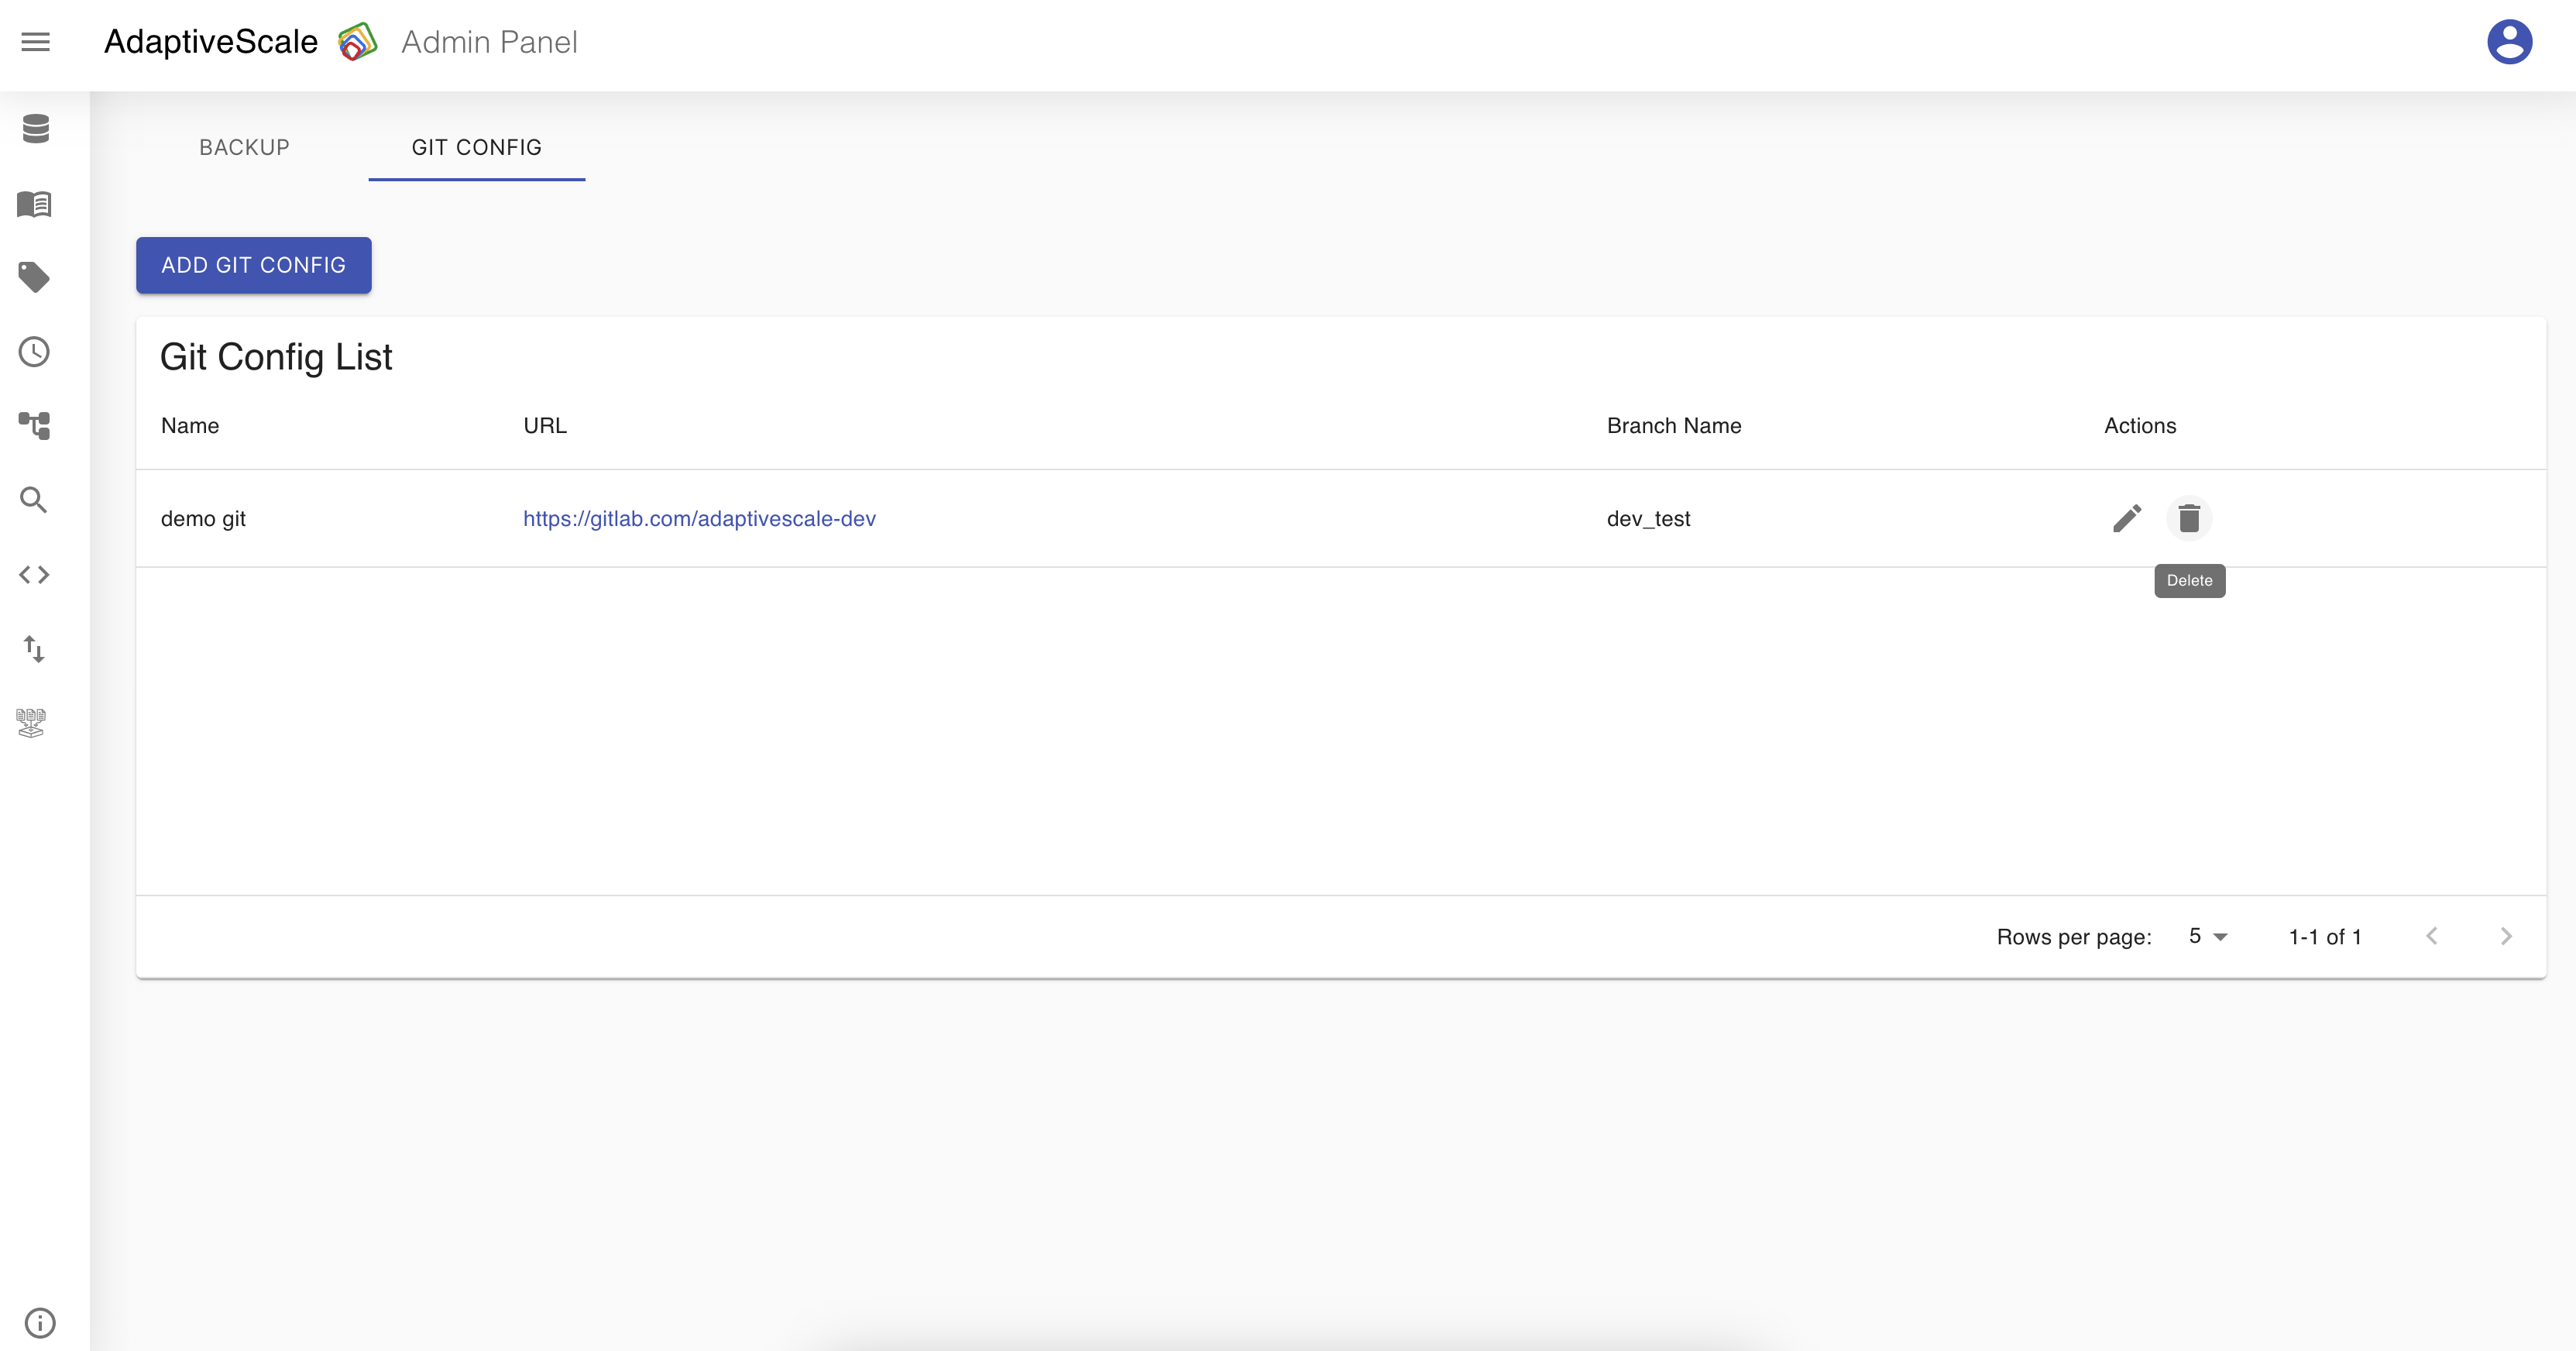 AdaptiveScale Admin Panel
BACKUP GIT CONFIG
ADD GIT CONFIG
Git Config List
Name URL Branch Name Actions
demo git https://gitlab.com/adaptivescale-dev dev_test
Delete
Rows per page: 5 1-1 of 1